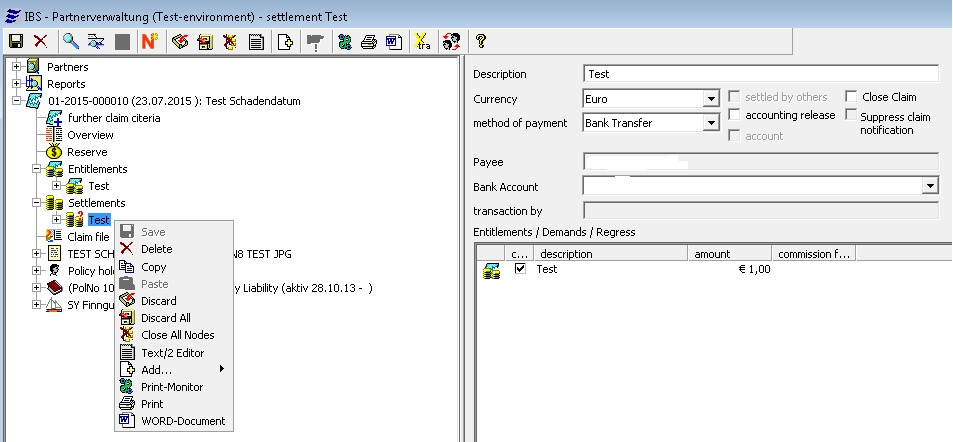 IBS - Partnerverwaltung (Test-environment) - settlement Test
N°
tra
?
Partners
Reports
01-2015-000010 (23.07.2015 ): Test Schadendatum
further claim citeria
Overview
Reserve
Entitlements
Test
Settlements
Test
Claim file
TEST SCH N8 TEST JPG
Policy hol
(PolNo 10 y Liability (aktiv 28.10.13 - )
SY Finngu
Save
Delete
Copy
Paste
Discard
Discard All
Close All Nodes
Text/2 Editor
Add...
Print-Monitor
Print
WORD-Document
Description Test
Currency Euro settled by others Close Claim
method of payment Bank Transfer accounting release Suppress claim
notification
account
Payee
Bank Account
transaction by
Entitlements / Demands / Regress
c... description amount commission f...
Test € 1,00